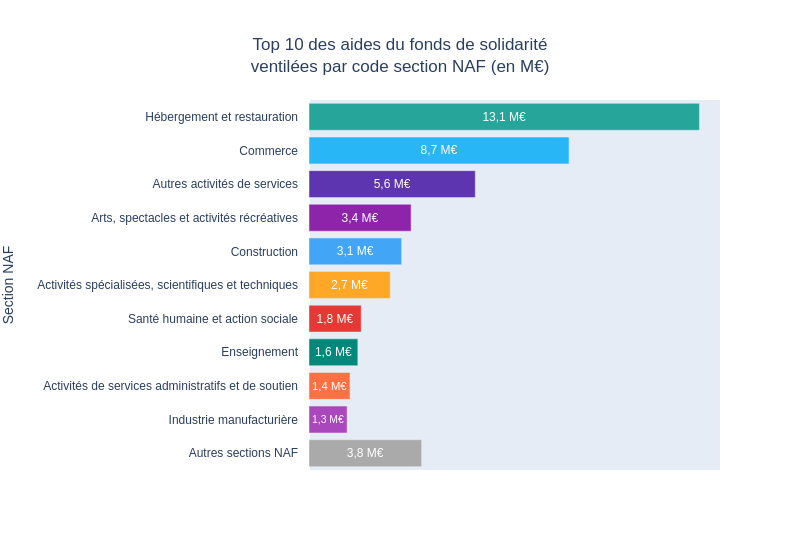 Top 10 des aides du fonds de solidarité
ventilées par code section NAF (en M€)
Section NAF
Hébergement et restauration 13,1 M€
Commerce 8,7 M€
Autres activités de services 5,6 M€
Arts, spectacles et activités récréatives 3,4 M€
Construction 3,1 M€
Activités spécialisées, scientifiques et techniques 2,7 M€
Santé humaine et action sociale 1,8 M€
Enseignement 1,6 M€
Activités de services administratifs et de soutien 1,4 M€
Industrie manufacturière 1,3 M€
Autres sections NAF 3,8 M€